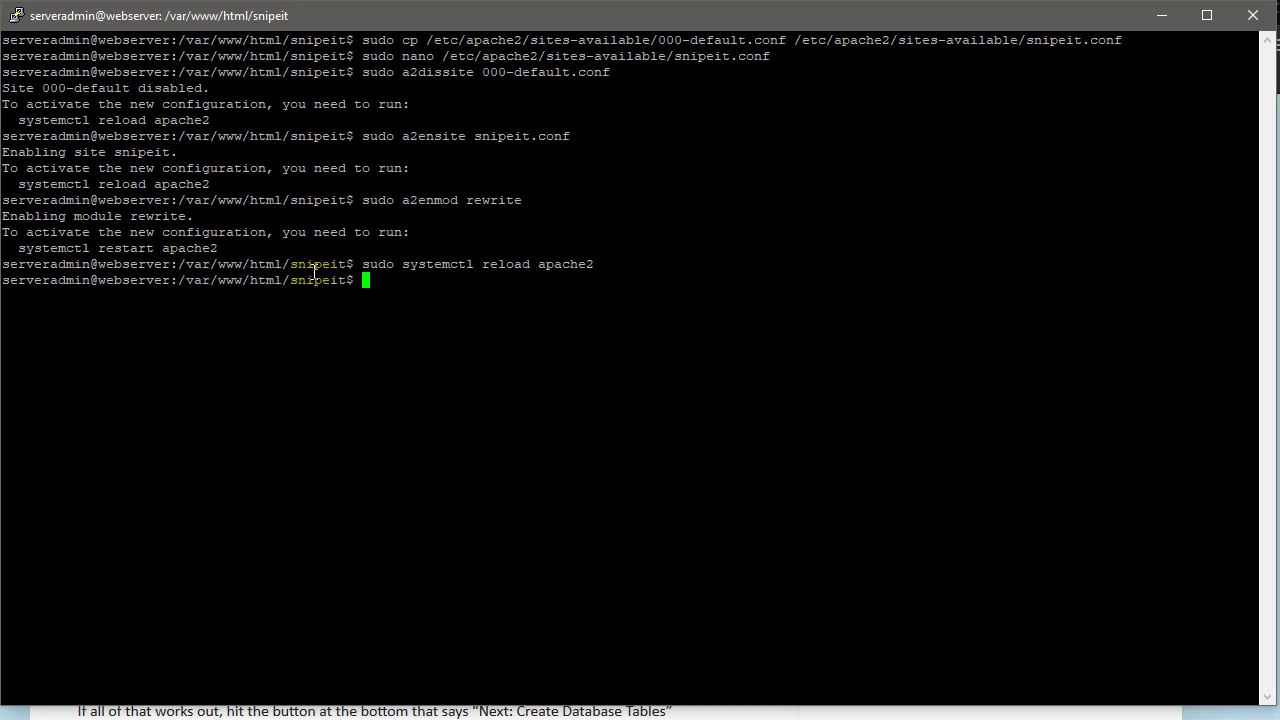 serveradmin@webserver: /var/www/html/snipeit
serveradmin@webserver:/var/www/html/snipeit$ sudo cp /etc/apache2/sites-available/000-default.conf /etc/apache2/sites-available/snipeit.conf
serveradmin@webserver:/var/www/html/snipeit$ sudo nano /etc/apache2/sites-available/snipeit.conf
serveradmin@webserver:/var/www/html/snipeit$ sudo a2dissite 000-default.conf
Site 000-default disabled.
To activate the new configuration, you need to run:
  systemctl reload apache2
serveradmin@webserver:/var/www/html/snipeit$ sudo a2ensite snipeit.conf
Enabling site snipeit.
To activate the new configuration, you need to run:
  systemctl reload apache2
serveradmin@webserver:/var/www/html/snipeit$ sudo a2enmod rewrite
Enabling module rewrite.
To activate the new configuration, you need to run:
  systemctl restart apache2
serveradmin@webserver:/var/www/html/snipeit$ sudo systemctl reload apache2
serveradmin@webserver:/var/www/html/snipeit$
If all of that works out, hit the button at the bottom that says “Next: Create Database Tables”